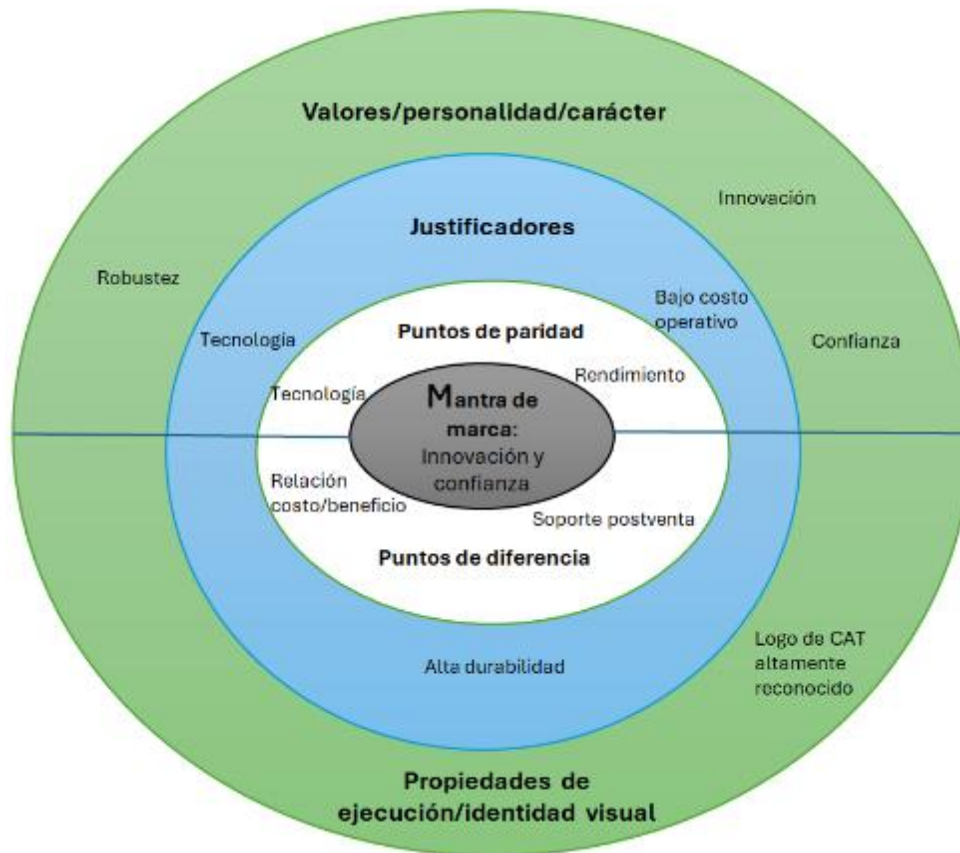 Valores/personalidad/carácter
Innovación
Justificadores
Robustez
Bajo costo
operativo
Tecnología
Puntos de paridad
Confianza
Rendimiento
Tecnología
Mantra de
marca:
Innovación y
confianza
Relación
costo/beneficio
Soporte postventa
Puntos de diferencia
Logo de CAT
altamente
reconocido
Alta durabilidad
Propiedades de
ejecución/identidad visual